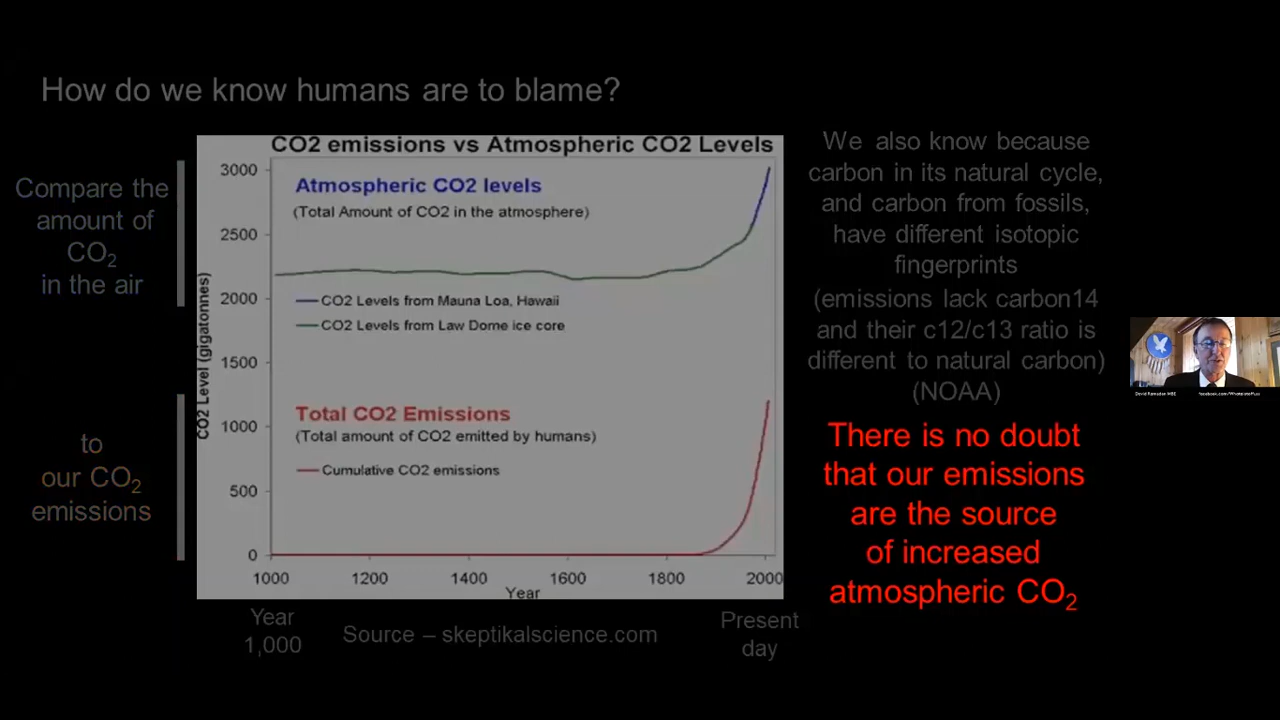 How do we know humans are to blame?
Compare the
amount of
CO2
in the air
to
our CO2
emissions
CO2 emissions vs Atmospheric CO2 Levels
CO2 Level (gigatonnes)
3000
2500
2000
1500
1000
500
0
Atmospheric CO2 levels
(Total Amount of CO2 in the atmosphere)
CO2 Levels from Mauna Loa, Hawaii
CO2 Levels from Law Dome ice core
Total CO2 Emissions
(Total amount of CO2 emitted by humans)
Cumulative CO2 emissions
1000 1200 1400 1600 1800 2000
Year
Year
1,000
Source – skeptikalscience.com
Present
day
We also know because
carbon in its natural cycle,
and carbon from fossils,
have different isotopic
fingerprints
(emissions lack carbon14
and their c12/c13 ratio is
different to natural carbon)
(NOAA)
There is no doubt
that our emissions
are the source
of increased
atmospheric CO2
David MBE